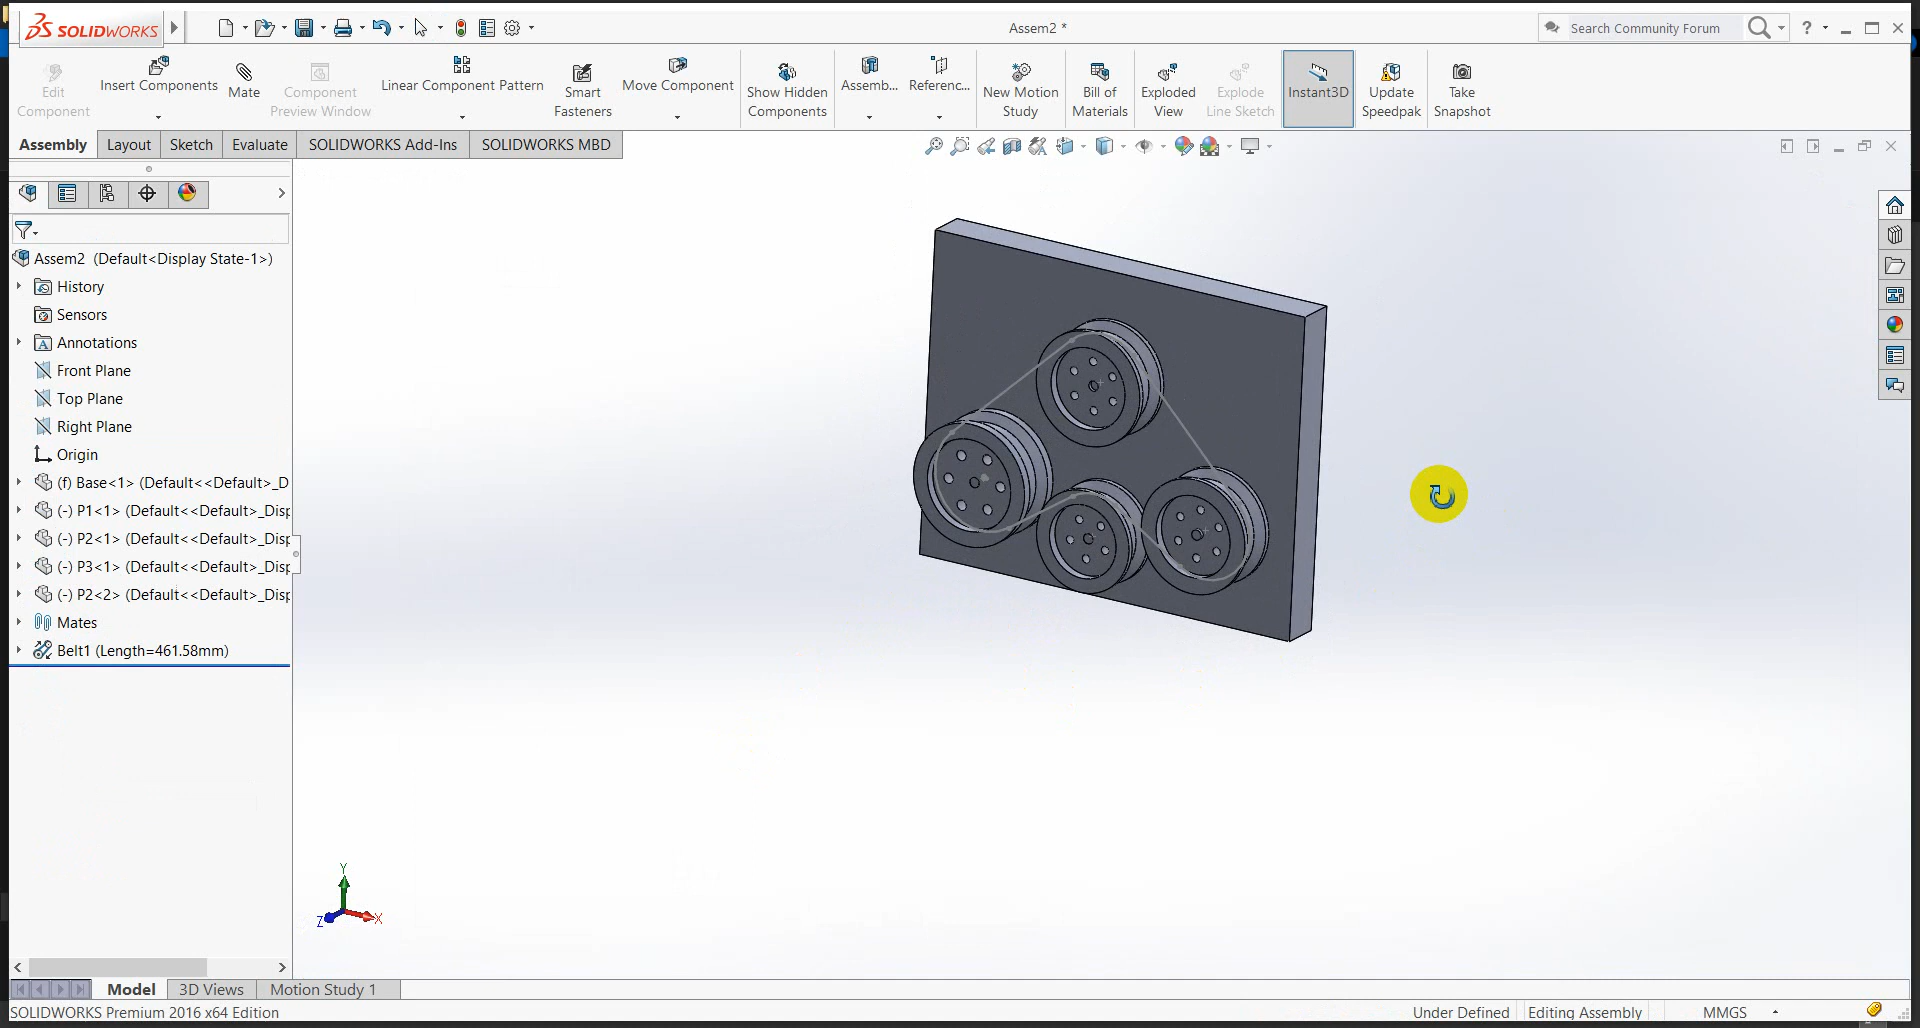 SOLIDWORKS
Assem2 *
Search Community Forum
?
Edit Component
Insert Components
Mate
Component Preview Window
Linear Component Pattern
Smart Fasteners
Move Component
Show Hidden Components
Assemb...
Referenc...
New Motion Study
Bill of Materials
Exploded View
Explode Line Sketch
Instant3D
Update Speedpak
Take Snapshot
Assembly
Layout
Sketch
Evaluate
SOLIDWORKS Add-Ins
SOLIDWORKS MBD
Assem2 (Default<Display State-1>)
History
Sensors
Annotations
Front Plane
Top Plane
Right Plane
Origin
(f) Base<1> (Default<<Default>_D
(-) P1<1> (Default<<Default>_Disp
(-) P2<1> (Default<<Default>_Disp
(-) P3<1> (Default<<Default>_Disp
(-) P2<2> (Default<<Default>_Disp
Mates
Belt1 (Length=461.58mm)
Y
Z
X
Model
3D Views
Motion Study 1
SOLIDWORKS Premium 2016 x64 Edition
Under Defined
Editing Assembly
MMGS